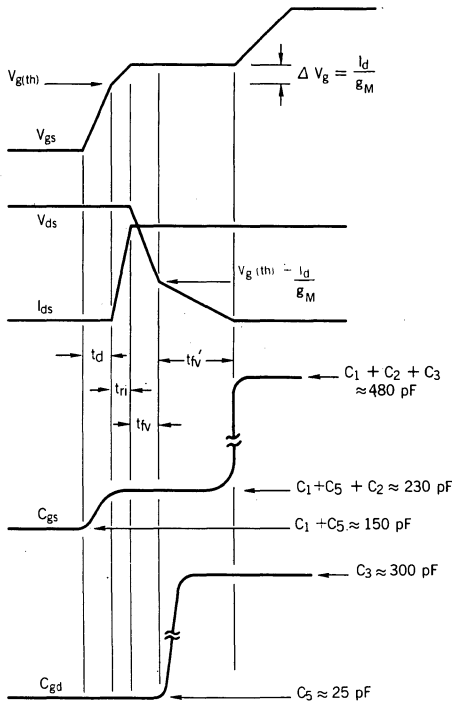 V_g(th)
Δ V_g = I_d / g_M
V_gs
V_ds
V_g (th) – I_d / g_M
I_ds
t_d
t_fv'
t_ri
t_fv
C_1 + C_2 + C_3
≈480 pF
C_1+C_5 + C_2 ≈ 230 pF
C_gs
C_1 + C_5 ≈ 150 pF
C_3 ≈ 300 pF
C_gd
C_5 ≈ 25 pF